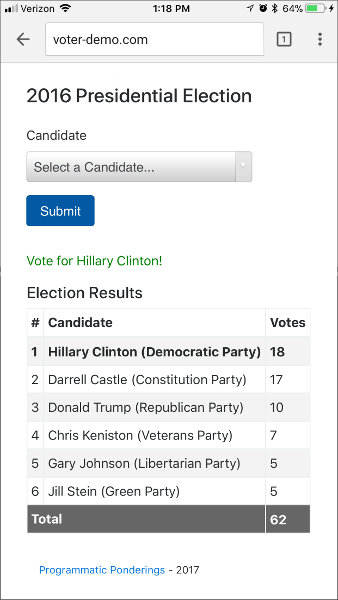 Verizon 1:18 PM 64%
voter-demo.com 1
2016 Presidential Election
Candidate
Select a Candidate...
Submit
Vote for Hillary Clinton!
Election Results
# Candidate Votes
1 Hillary Clinton (Democratic Party) 18
2 Darrell Castle (Constitution Party) 17
3 Donald Trump (Republican Party) 10
4 Chris Keniston (Veterans Party) 7
5 Gary Johnson (Libertarian Party) 5
6 Jill Stein (Green Party) 5
Total 62
Programmatic Ponderings - 2017